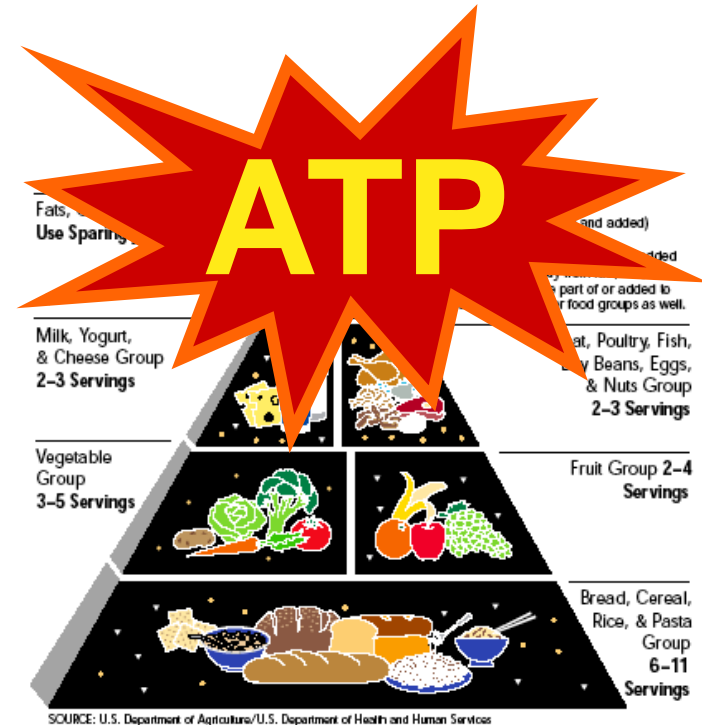 ATP
Fats,
Use Sparing
and added)
part of or added to
food groups as well.
Milk, Yogurt,
& Cheese Group
2–3 Servings
Poultry, Fish,
Beans, Eggs,
& Nuts Group
2–3 Servings
Vegetable
Group
3–5 Servings
Fruit Group 2–4
Servings
Bread, Cereal,
Rice, & Pasta
Group
6–11
Servings
SOURCE: U.S. Department of Agriculture/U.S. Department of Health and Human Services